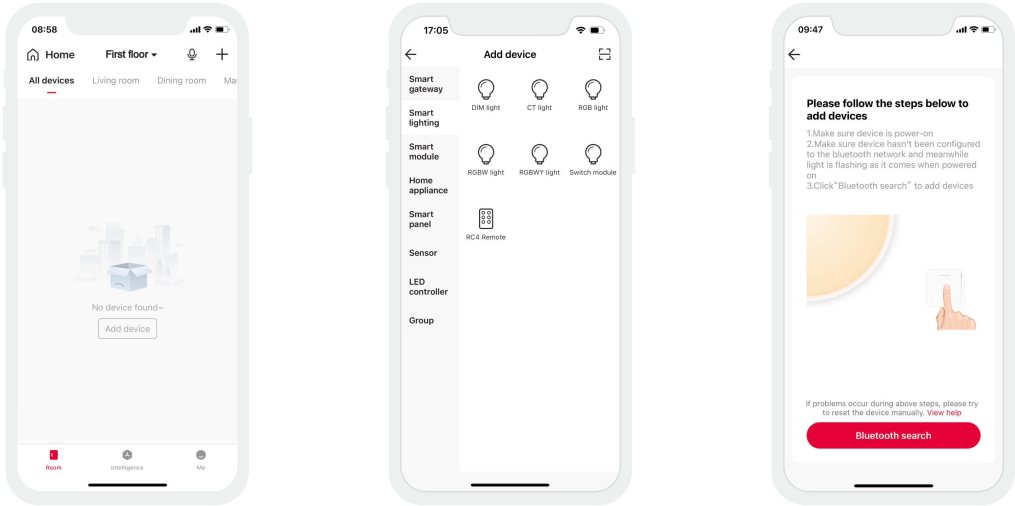 08:58
Home First floor
All devices Living room Dining room Ma
No device found~
Add device
Room Intelligence Me
17:05
Add device
Smart
gateway
Smart
lighting
Smart
module
Home
appliance
Smart
panel
Sensor
LED
controller
Group
DIM light CT light RGB light
RGBW light RGBWY light Switch module
RC4 Remote
09:47
Please follow the steps below to
add devices
1.Make sure device is power-on
2.Make sure device hasn't been configured
to the bluetooth network and meanwhile
light is flashing as it comes when powered
on
3.Click“Bluetooth search” to add devices
If problems occur during above steps, please try
to reset the device manually. View help
Bluetooth search